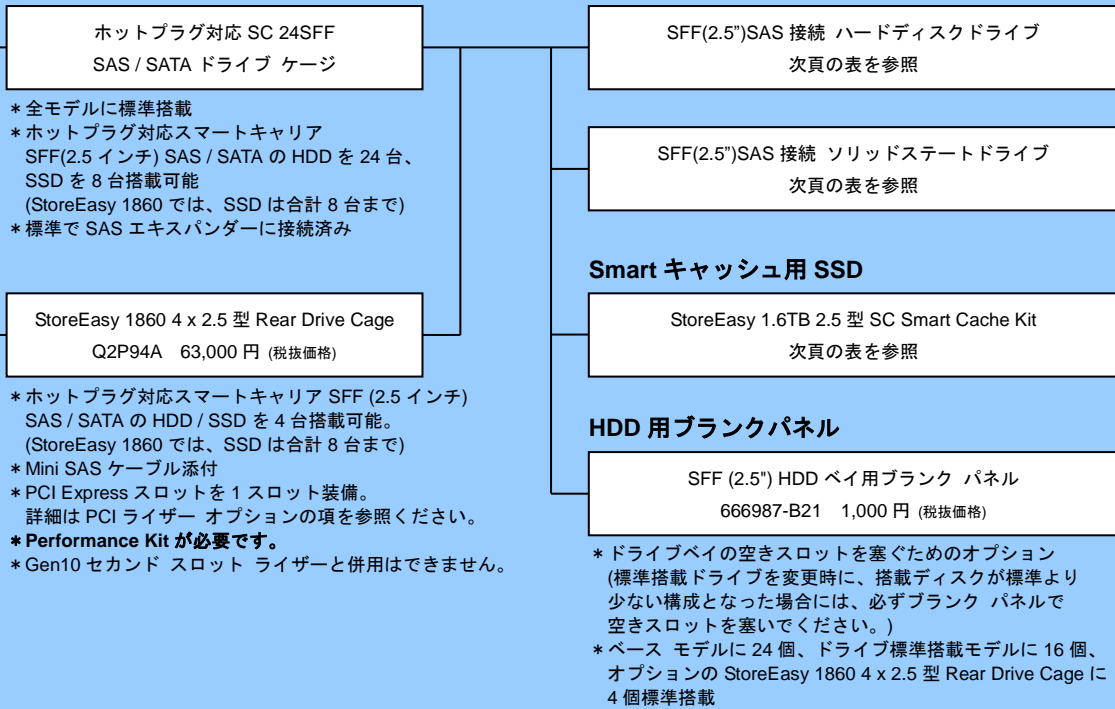 ホットプラグ対応 SC 24SFF
SAS / SATA ドライブ ケージ
＊全モデルに標準搭載
＊ホットプラグ対応スマートキャリア
SFF(2.5 インチ) SAS / SATA の HDD を 24 台、
SSD を 8 台搭載可能
(StoreEasy 1860 では、SSD は合計 8 台まで)
＊標準で SAS エキスパンダーに接続済み
StoreEasy 1860 4 x 2.5 型 Rear Drive Cage
Q2P94A 63,000 円 (税抜価格)
＊ホットプラグ対応スマートキャリア SFF (2.5 インチ)
SAS / SATA の HDD / SSD を 4 台搭載可能。
(StoreEasy 1860 では、SSD は合計 8 台まで)
＊Mini SAS ケーブル添付
＊PCI Express スロットを 1 スロット装備。
詳細は PCI ライザー オプションの項を参照ください。
＊Performance Kit が必要です。
＊Gen10 セカンド スロット ライザーと併用はできません。
SFF(2.5”)SAS 接続 ハードディスクドライブ
次頁の表を参照
SFF(2.5”)SAS 接続 ソリッドステートドライブ
次頁の表を参照
Smart キャッシュ用 SSD
StoreEasy 1.6TB 2.5 型 SC Smart Cache Kit
次頁の表を参照
HDD 用ブランクパネル
SFF (2.5") HDD ベイ用ブランク パネル
666987-B21 1,000 円 (税抜価格)
＊ドライブベイの空きスロットを塞ぐためのオプション
(標準搭載ドライブを変更時に、搭載ディスクが標準より
少ない構成となった場合には、必ずブランク パネルで
空きスロットを塞いでください。)
＊ベース モデルに 24 個、ドライブ標準搭載モデルに 16 個、
オプションの StoreEasy 1860 4 x 2.5 型 Rear Drive Cage に
4 個標準搭載